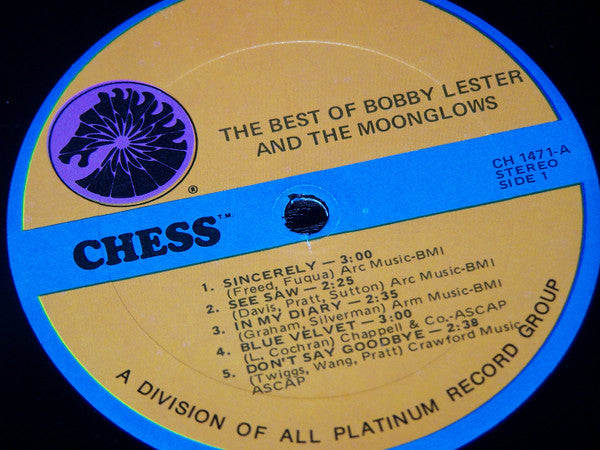 THE BEST OF BOBBY LESTER
AND THE MOONGLOWS
®
CHESS™
CH 1471-A
STEREO
SIDE 1
1. SINCERELY — 3:00
(Freed, Fuqua) Arc Music-BMI
2. SEE SAW — 2:25
(Davis, Pratt, Sutton) Arc Music-BMI
3. IN MY DIARY — 2:35
(Graham, Silverman) Arm Music-BMI
4. BLUE VELVET — 3:00
(L. Cochran) Chappell & Co.-ASCAP
5. DON'T SAY GOODBYE — 2:38
(Twiggs, Wang, Pratt) Crawford Music
ASCAP
A DIVISION OF ALL PLATINUM RECORD GROUP